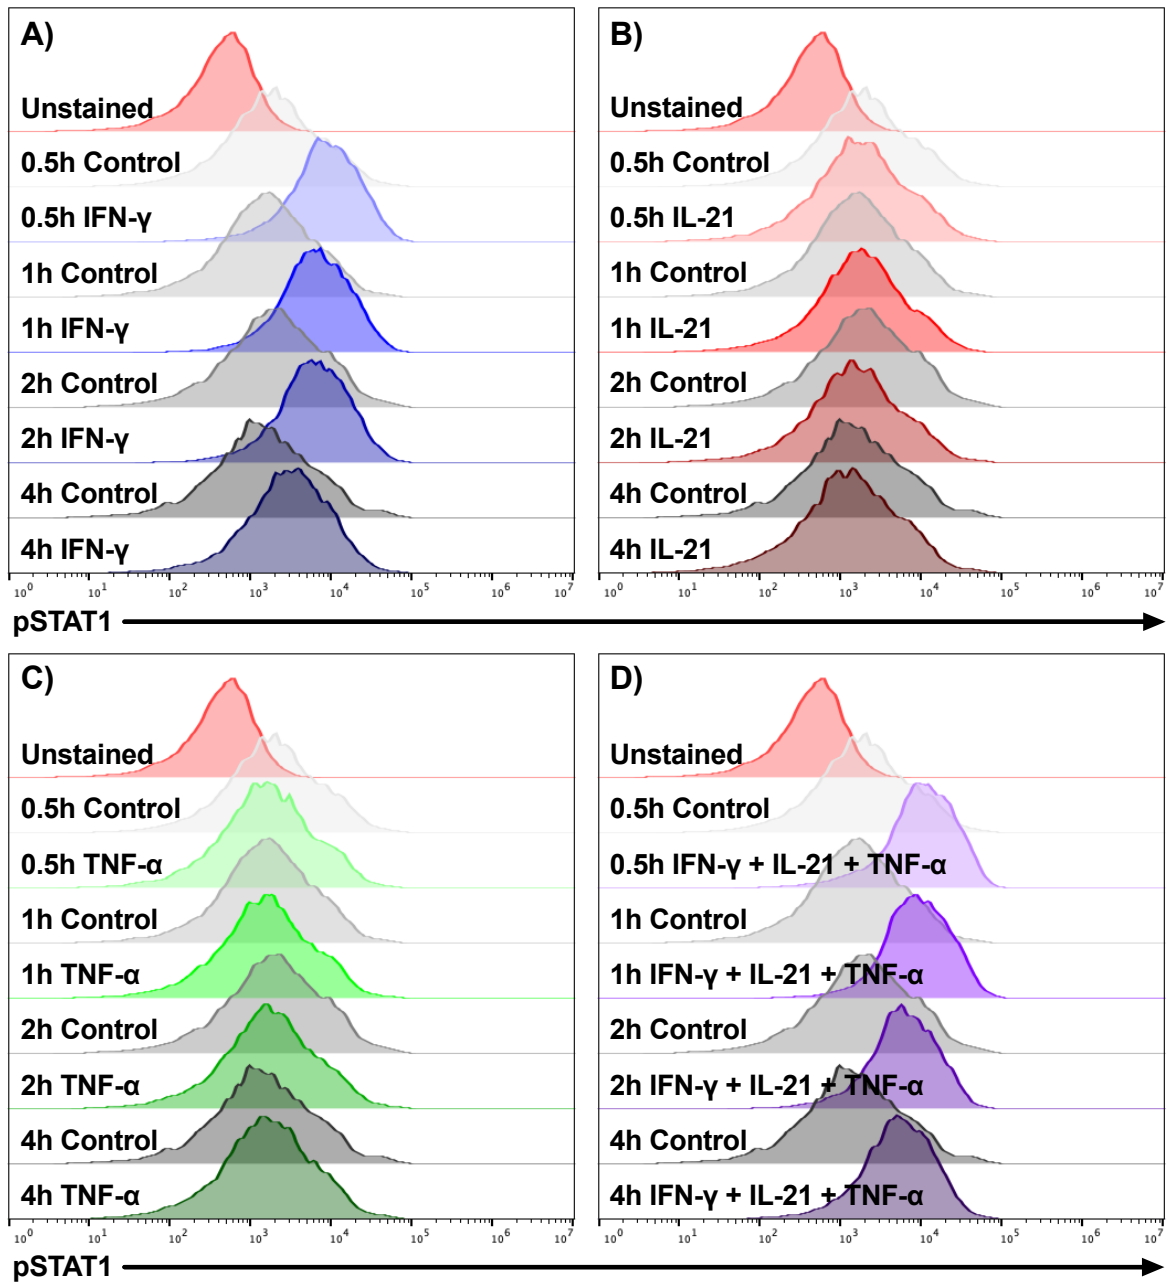 A)
Unstained
0.5h Control
0.5h IFN-γ
1h Control
1h IFN-γ
2h Control
2h IFN-γ
4h Control
4h IFN-γ
10⁰ 10¹ 10² 10³ 10⁴ 10⁵ 10⁶ 10⁷
B)
Unstained
0.5h Control
0.5h IL-21
1h Control
1h IL-21
2h Control
2h IL-21
4h Control
4h IL-21
10⁰ 10¹ 10² 10³ 10⁴ 10⁵ 10⁶ 10⁷
pSTAT1
C)
Unstained
0.5h Control
0.5h TNF-α
1h Control
1h TNF-α
2h Control
2h TNF-α
4h Control
4h TNF-α
10⁰ 10¹ 10² 10³ 10⁴ 10⁵ 10⁶ 10⁷
D)
Unstained
0.5h Control
0.5h IFN-γ + IL-21 + TNF-α
1h Control
1h IFN-γ + IL-21 + TNF-α
2h Control
2h IFN-γ + IL-21 + TNF-α
4h Control
4h IFN-γ + IL-21 + TNF-α
10⁰ 10¹ 10² 10³ 10⁴ 10⁵ 10⁶ 10⁷
pSTAT1